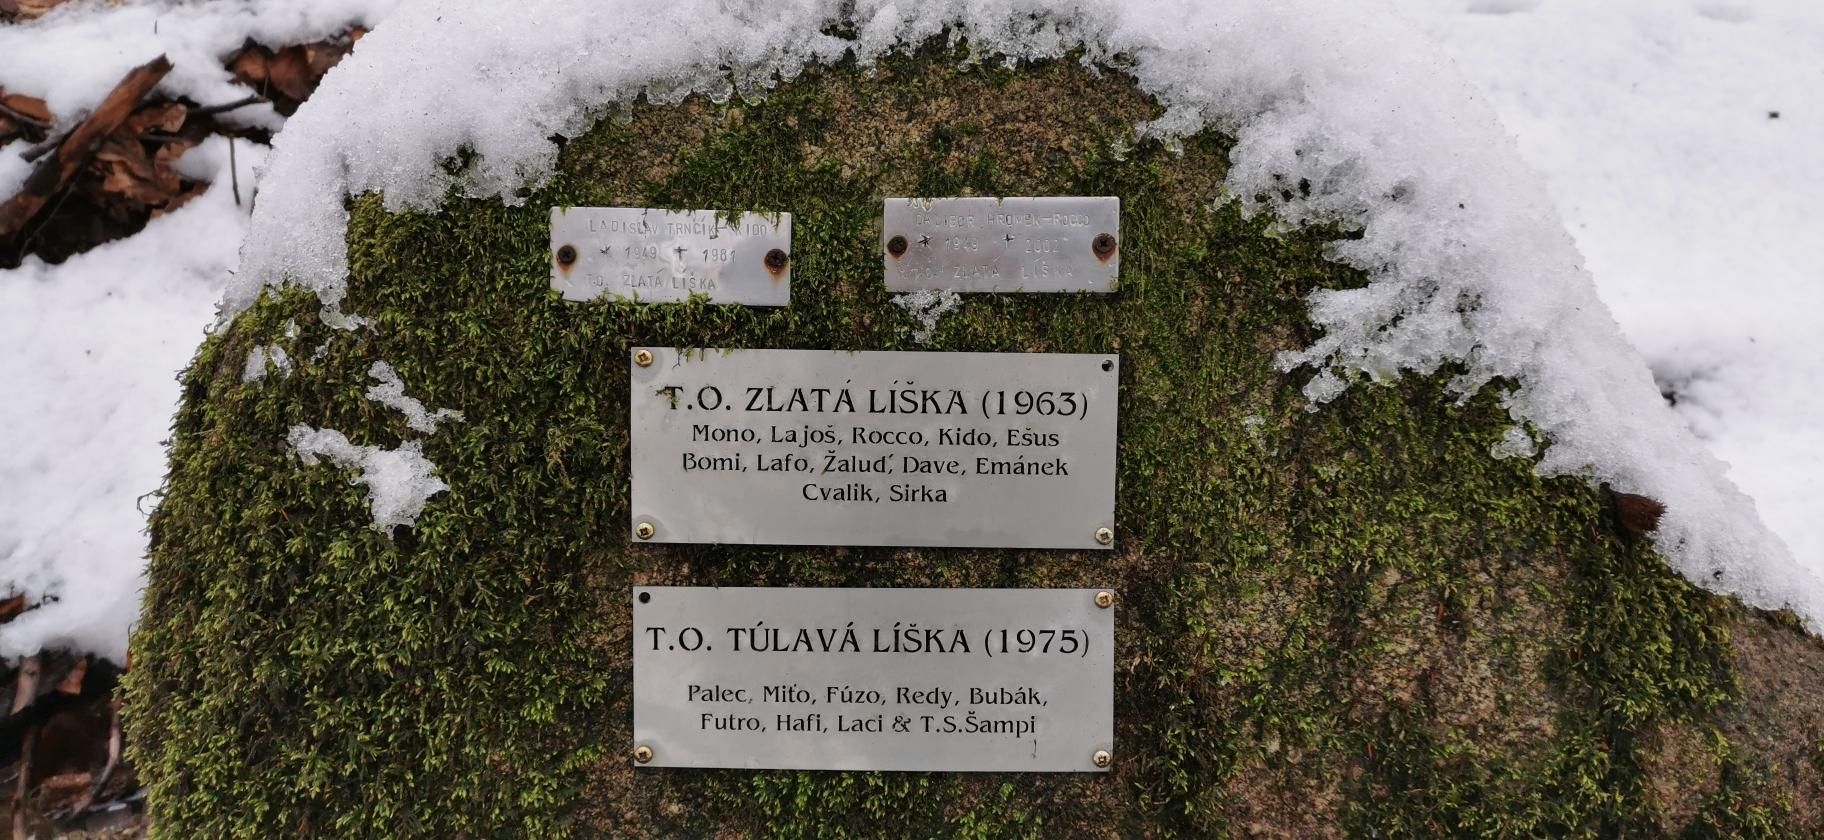 LADISLAV TRNČÍK-KIDO
* 1949 † 1981
T.O. ZLATÁ LÍŠKA
DALIBOR HROMEK-ROCCO
* 1949 † 2002
T.O. ZLATÁ LÍŠKA
T.O. ZLATÁ LÍŠKA (1963)
Mono, Lajoš, Rocco, Kido, Ešus
Bomi, Lafo, Žaluď, Dave, Emánek
Cvalik, Sirka
T.O. TÚLAVÁ LÍŠKA (1975)
Palec, Miťo, Fúzo, Redy, Bubák,
Futro, Hafi, Laci & T.S.Šampi